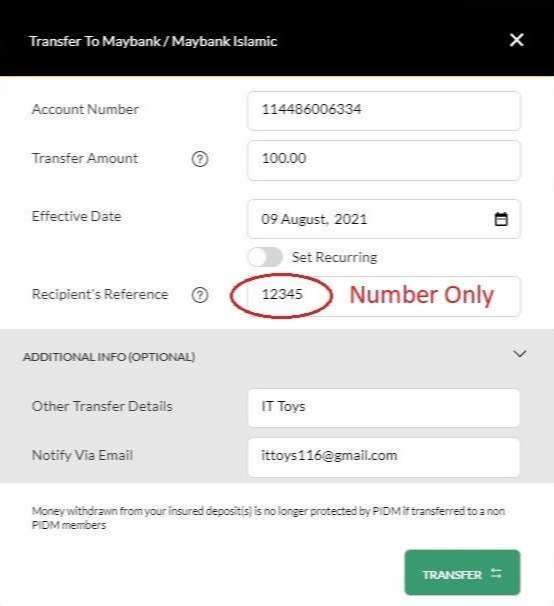 Transfer To Maybank / Maybank Islamic
Account Number 114486006334
Transfer Amount 100.00
Effective Date 09 August, 2021
Set Recurring
Recipient's Reference 12345 Number Only
ADDITIONAL INFO (OPTIONAL)
Other Transfer Details IT Toys
Notify Via Email ittoys116@gmail.com
Money withdrawn from your insured deposit(s) is no longer protected by PIDM if transferred to a non
PIDM members
TRANSFER